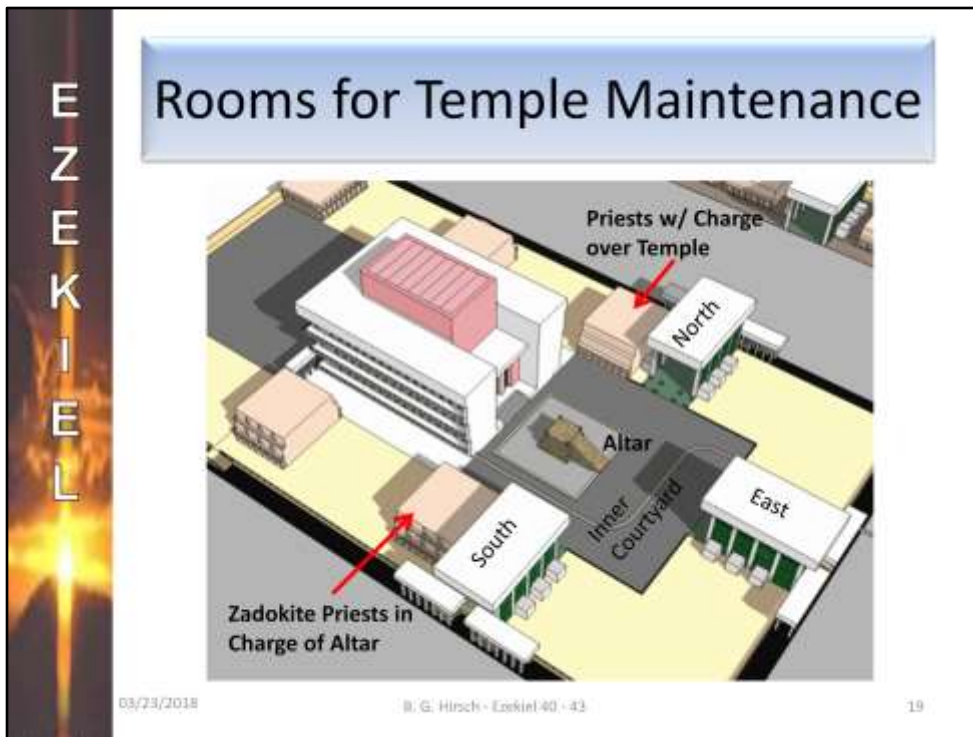 EZEKIEL
Rooms for Temple Maintenance
Priests w/ Charge
over Temple
North
Altar
Inner
Courtyard
East
South
Zadokite Priests in
Charge of Altar
03/23/2018
B. G. Hirsch - Ezekiel 40 - 43
19